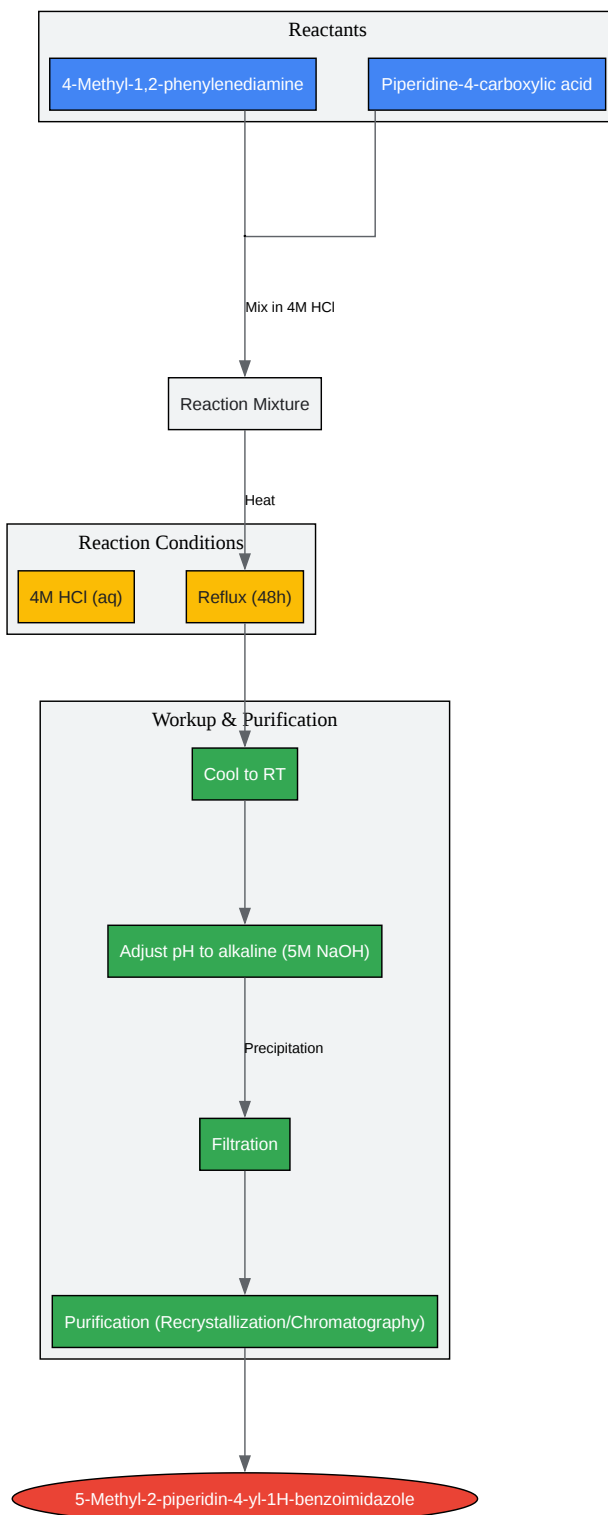 Reactants
4-Methyl-1,2-phenylenediamine
Piperidine-4-carboxylic acid
Mix in 4M HCl
Reaction Mixture
Heat
Reaction Conditions
4M HCl (aq)
Reflux (48h)
Workup & Purification
Cool to RT
Adjust pH to alkaline (5M NaOH)
Precipitation
Filtration
Purification (Recrystallization/Chromatography)
5-Methyl-2-piperidin-4-yl-1H-benzoimidazole